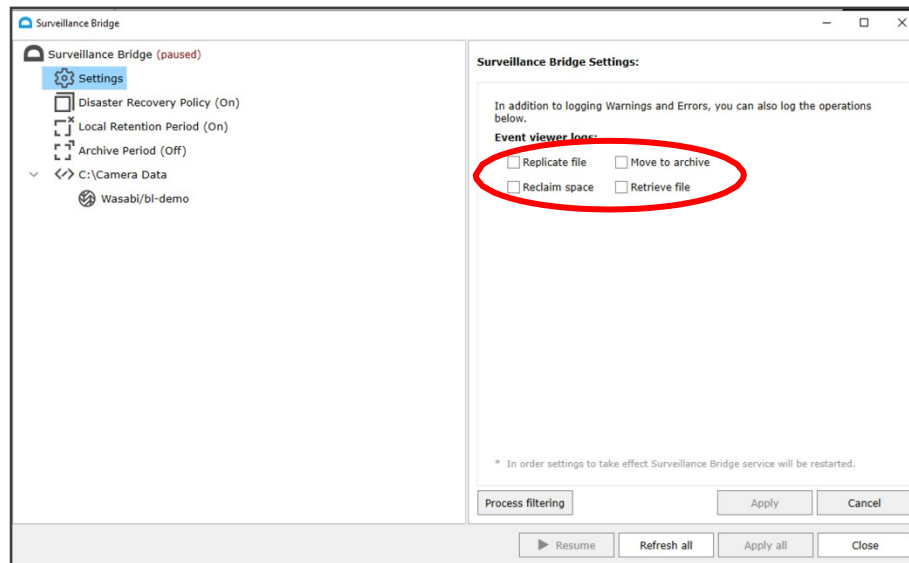 Surveillance Bridge
Surveillance Bridge (paused)
Settings
Disaster Recovery Policy (On)
Local Retention Period (On)
Archive Period (Off)
C:\Camera Data
Wasabi/bl-demo
Surveillance Bridge Settings:
In addition to logging Warnings and Errors, you can also log the operations
below.
Event viewer logs:
Replicate file Move to archive
Reclaim space Retrieve file
* In order settings to take effect Surveillance Bridge service will be restarted.
Process filtering Apply Cancel
Resume Refresh all Apply all Close